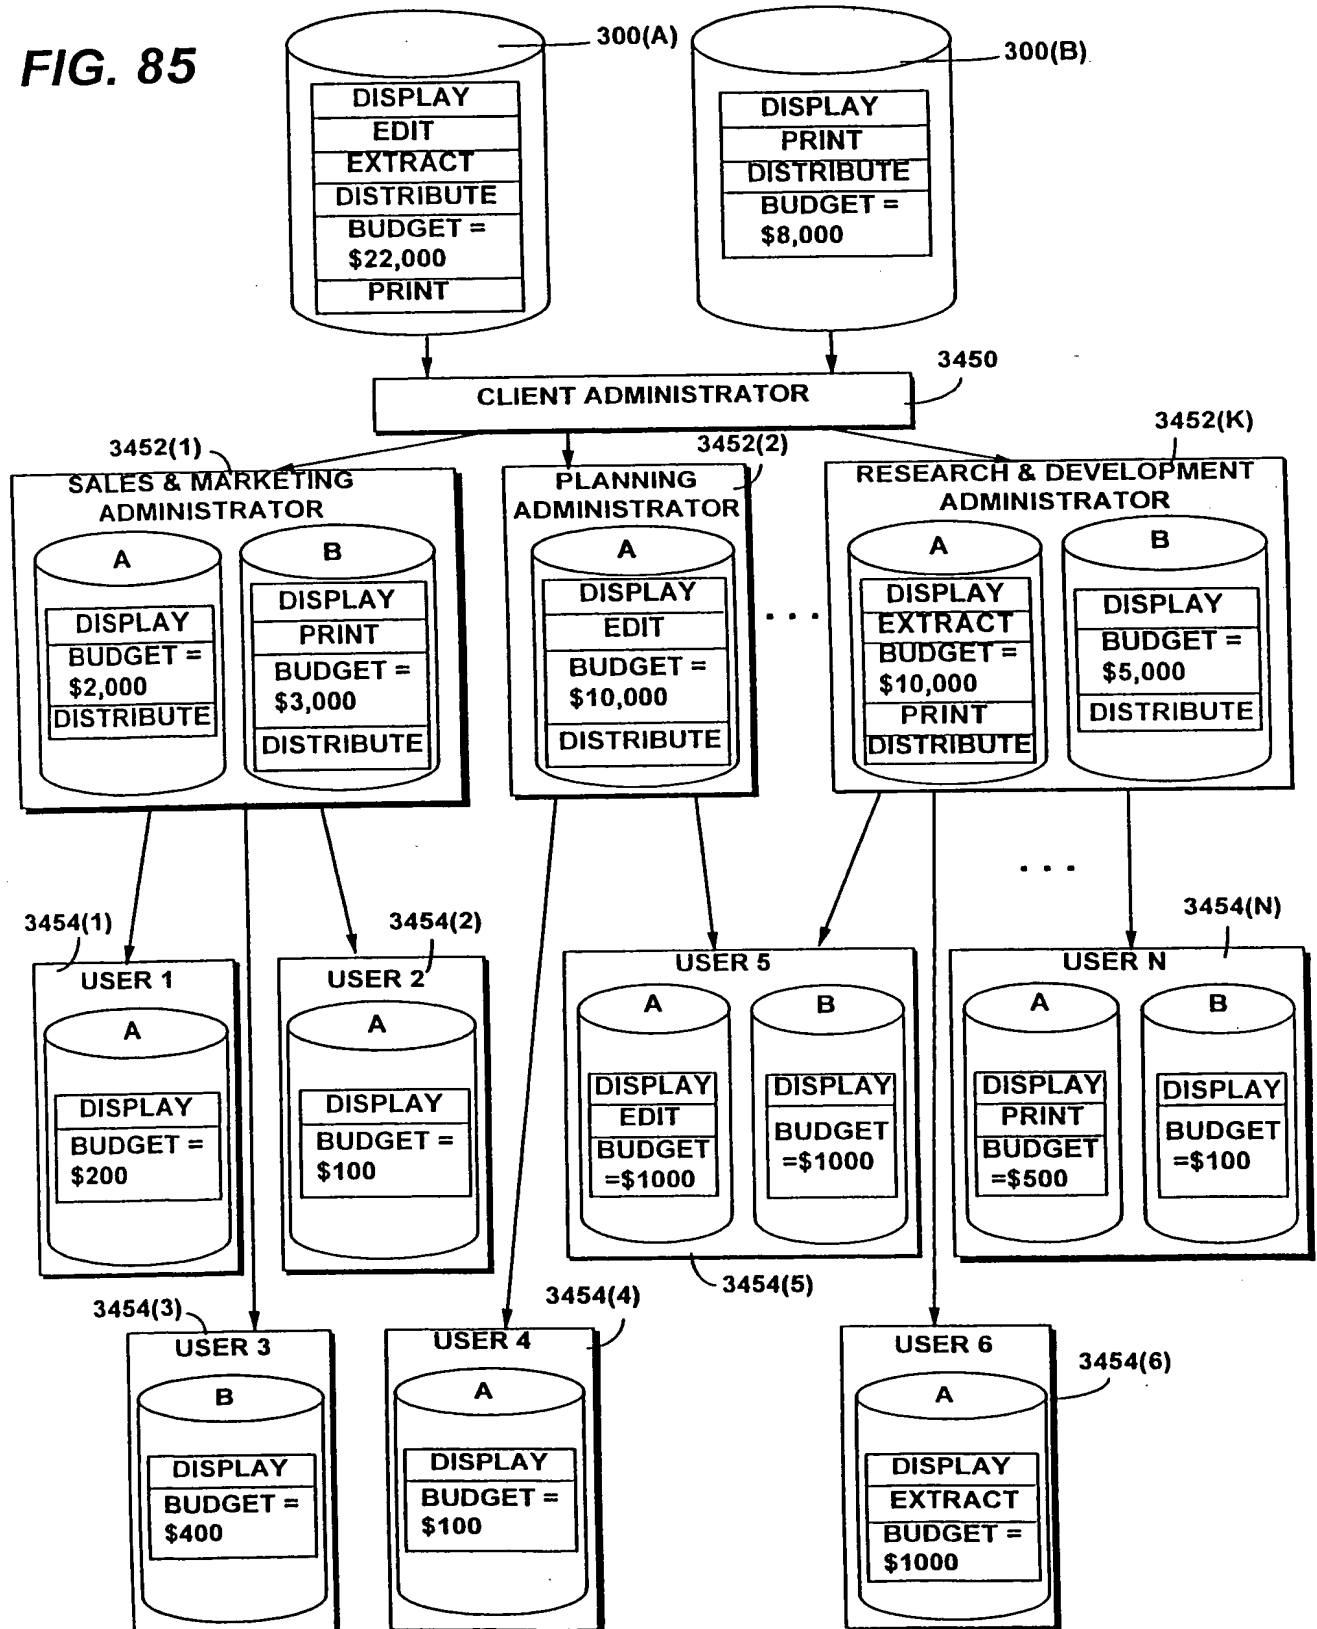 FIG. 85
300(A)
DISPLAY
EDIT
EXTRACT
DISTRIBUTE
BUDGET =
$22,000
PRINT
300(B)
DISPLAY
PRINT
DISTRIBUTE
BUDGET =
$8,000
CLIENT ADMINISTRATOR
3450
3452(1)
SALES & MARKETING
ADMINISTRATOR
A
DISPLAY
BUDGET =
$2,000
DISTRIBUTE
B
DISPLAY
PRINT
BUDGET =
$3,000
DISTRIBUTE
3452(2)
PLANNING
ADMINISTRATOR
A
DISPLAY
EDIT
BUDGET =
$10,000
DISTRIBUTE
. . .
3452(K)
RESEARCH & DEVELOPMENT
ADMINISTRATOR
A
DISPLAY
EXTRACT
BUDGET =
$10,000
PRINT
DISTRIBUTE
B
DISPLAY
BUDGET =
$5,000
DISTRIBUTE
. . .
3454(1)
USER 1
A
DISPLAY
BUDGET =
$200
3454(2)
USER 2
A
DISPLAY
BUDGET =
$100
USER 5
A
DISPLAY
EDIT
BUDGET
=$1000
B
DISPLAY
BUDGET
=$1000
3454(5)
3454(N)
USER N
A
DISPLAY
PRINT
BUDGET
=$500
B
DISPLAY
BUDGET
=$100
3454(3)
USER 3
B
DISPLAY
BUDGET =
$400
3454(4)
USER 4
A
DISPLAY
BUDGET =
$100
3454(6)
USER 6
A
DISPLAY
EXTRACT
BUDGET =
$1000